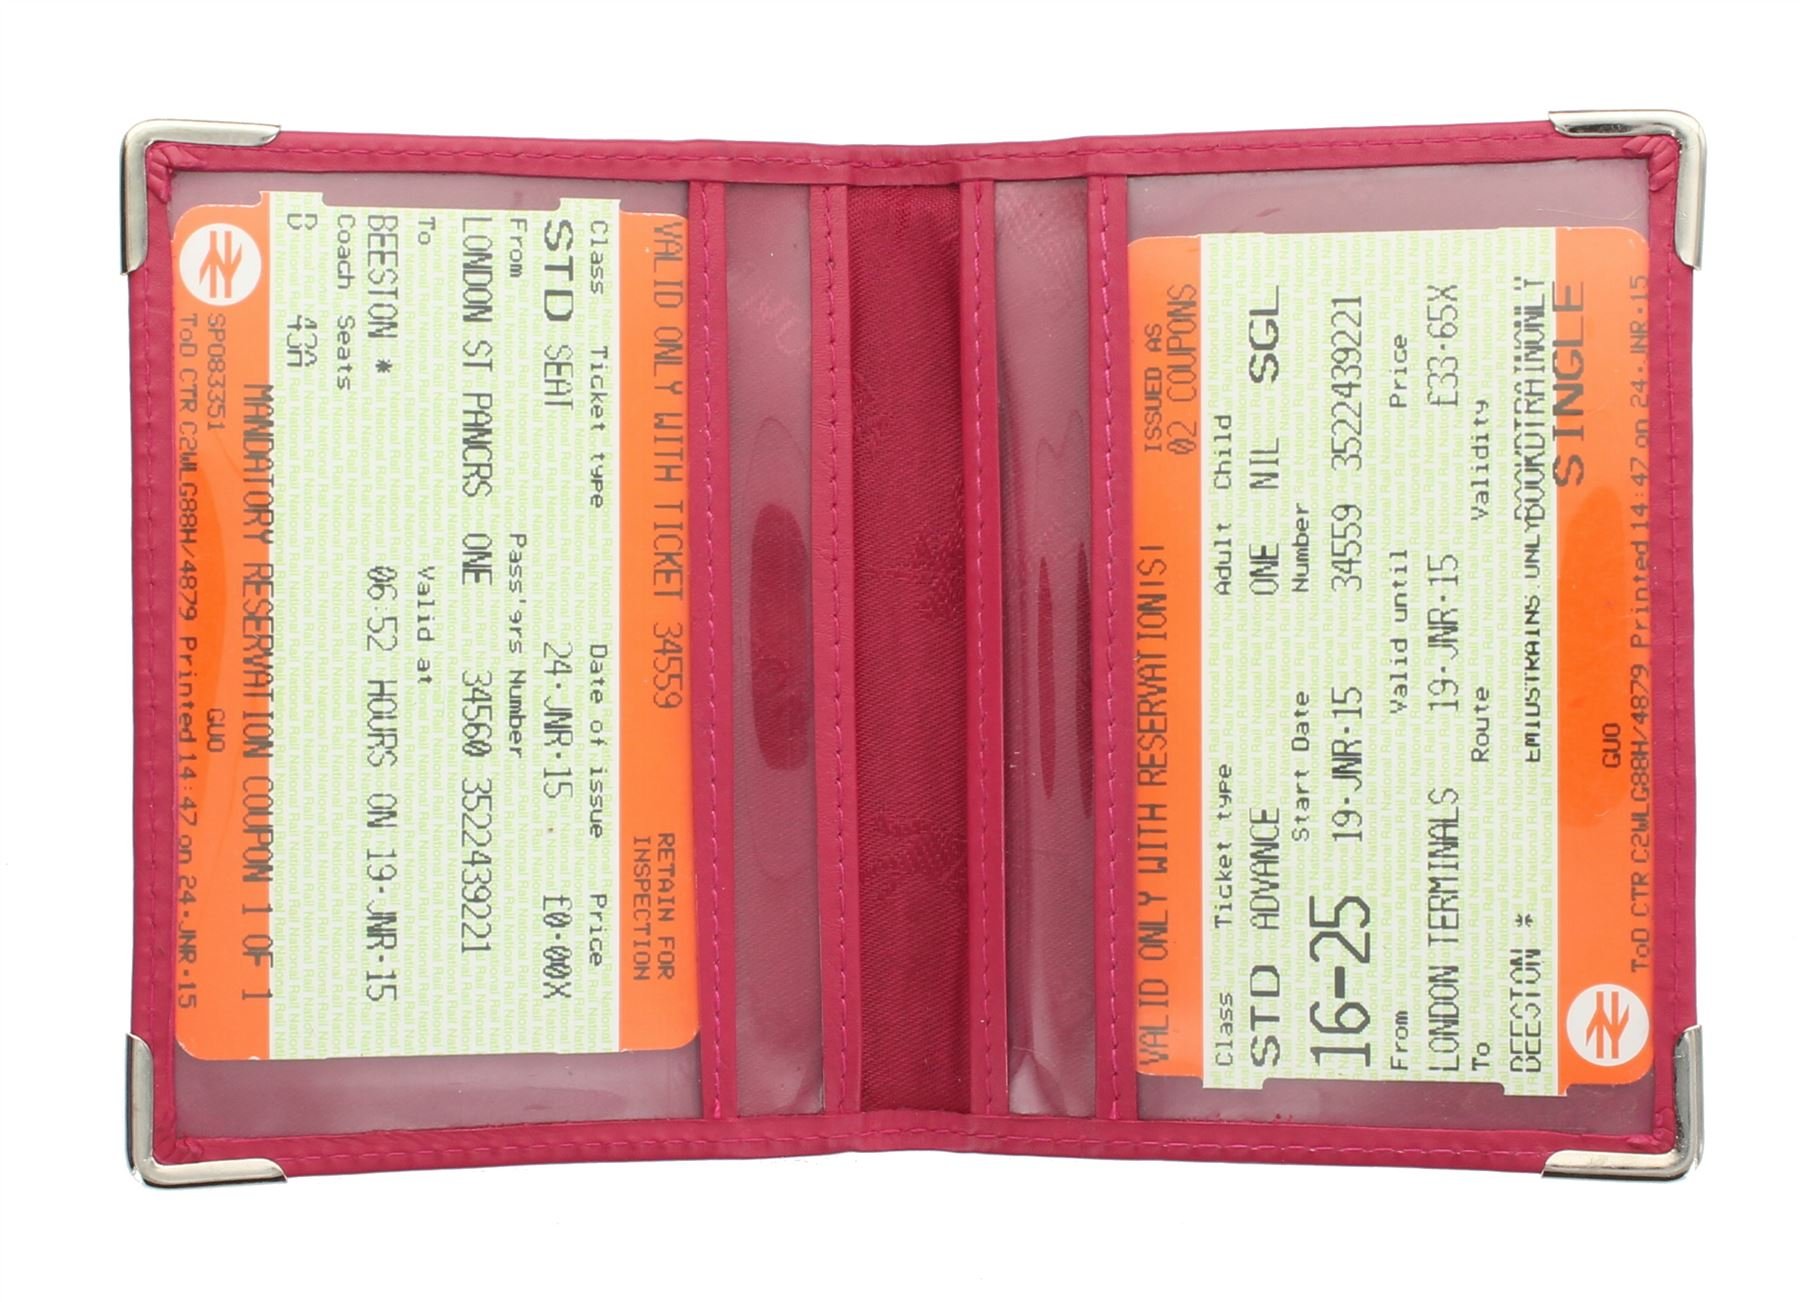 VALID ONLY WITH TICKET 34559 RETAIN FOR
INSPECTION
Class Ticket type Date of issue Price
STD SEAT 24·JNR·15 £0·00X
From Pass'grs Number
LONDON ST PANCRS ONE 34560 3522439221
To Valid at
BEESTON * 06:52 HOURS ON 19·JNR·15
Coach Seats
B 43A
MANDATORY RESERVATION COUPON 1 OF 1
SP083351 GUO
ToD CTR C2WLG88H/4879 Printed 14:47 on 24·JNR·15
VALID ONLY WITH RESERVATION(S) ISSUED AS
02 COUPONS
Class Ticket type Adult Child
STD ADVANCE ONE NIL SGL
Start Date Number
16-25 19·JNR·15 34559 3522439221
From Valid until Price
LONDON TERMINALS 19·JNR·15 £33·65X
To Route Validity
BEESTON *
SINGLE
GUO
ToD CTR C2WLG88H/4879 Printed 14:47 on 24·JNR·15